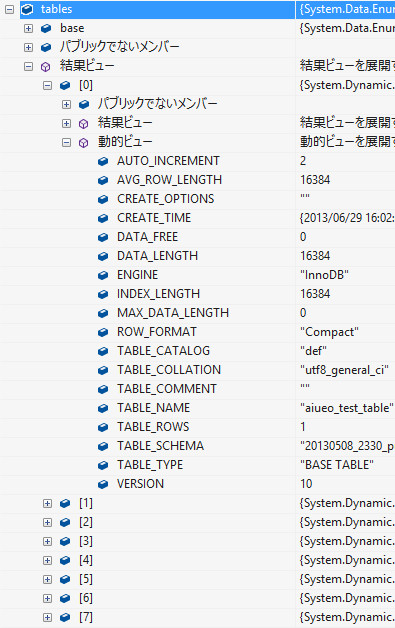 tables {System.Data.Enu
base {System.Data.Enu
パブリックでないメンバー
結果ビュー 結果ビューを展開す
[0] {System.Dynamic.
パブリックでないメンバー
結果ビュー 結果ビューを展開す
動的ビュー 動的ビューを展開す
AUTO_INCREMENT 2
AVG_ROW_LENGTH 16384
CREATE_OPTIONS ""
CREATE_TIME {2013/06/29 16:02:
DATA_FREE 0
DATA_LENGTH 16384
ENGINE "InnoDB"
INDEX_LENGTH 16384
MAX_DATA_LENGTH 0
ROW_FORMAT "Compact"
TABLE_CATALOG "def"
TABLE_COLLATION "utf8_general_ci"
TABLE_COMMENT ""
TABLE_NAME "aiueo_test_table"
TABLE_ROWS 1
TABLE_SCHEMA "20130508_2330_p
TABLE_TYPE "BASE TABLE"
VERSION 10
[1] {System.Dynamic.
[2] {System.Dynamic.
[3] {System.Dynamic.
[4] {System.Dynamic.
[5] {System.Dynamic.
[6] {System.Dynamic.
[7] {System.Dynamic.